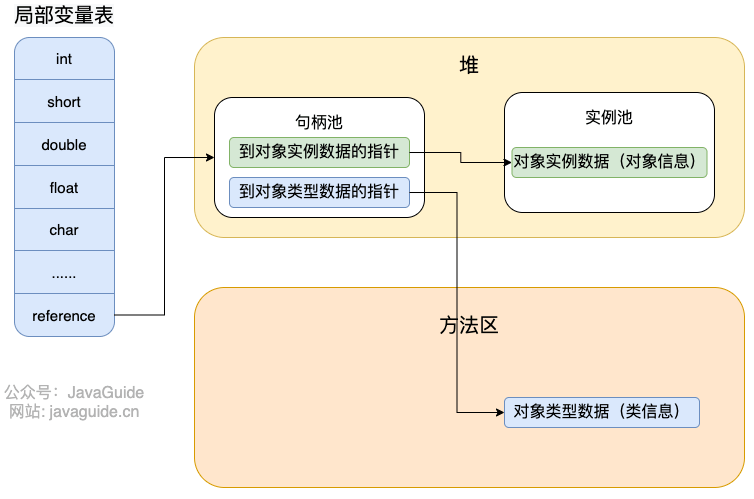 局部变量表
int
short
double
float
char
......
reference
堆
句柄池
到对象实例数据的指针
到对象类型数据的指针
实例池
对象实例数据（对象信息）
方法区
对象类型数据（类信息）
公众号：JavaGuide
网站: javaguide.cn